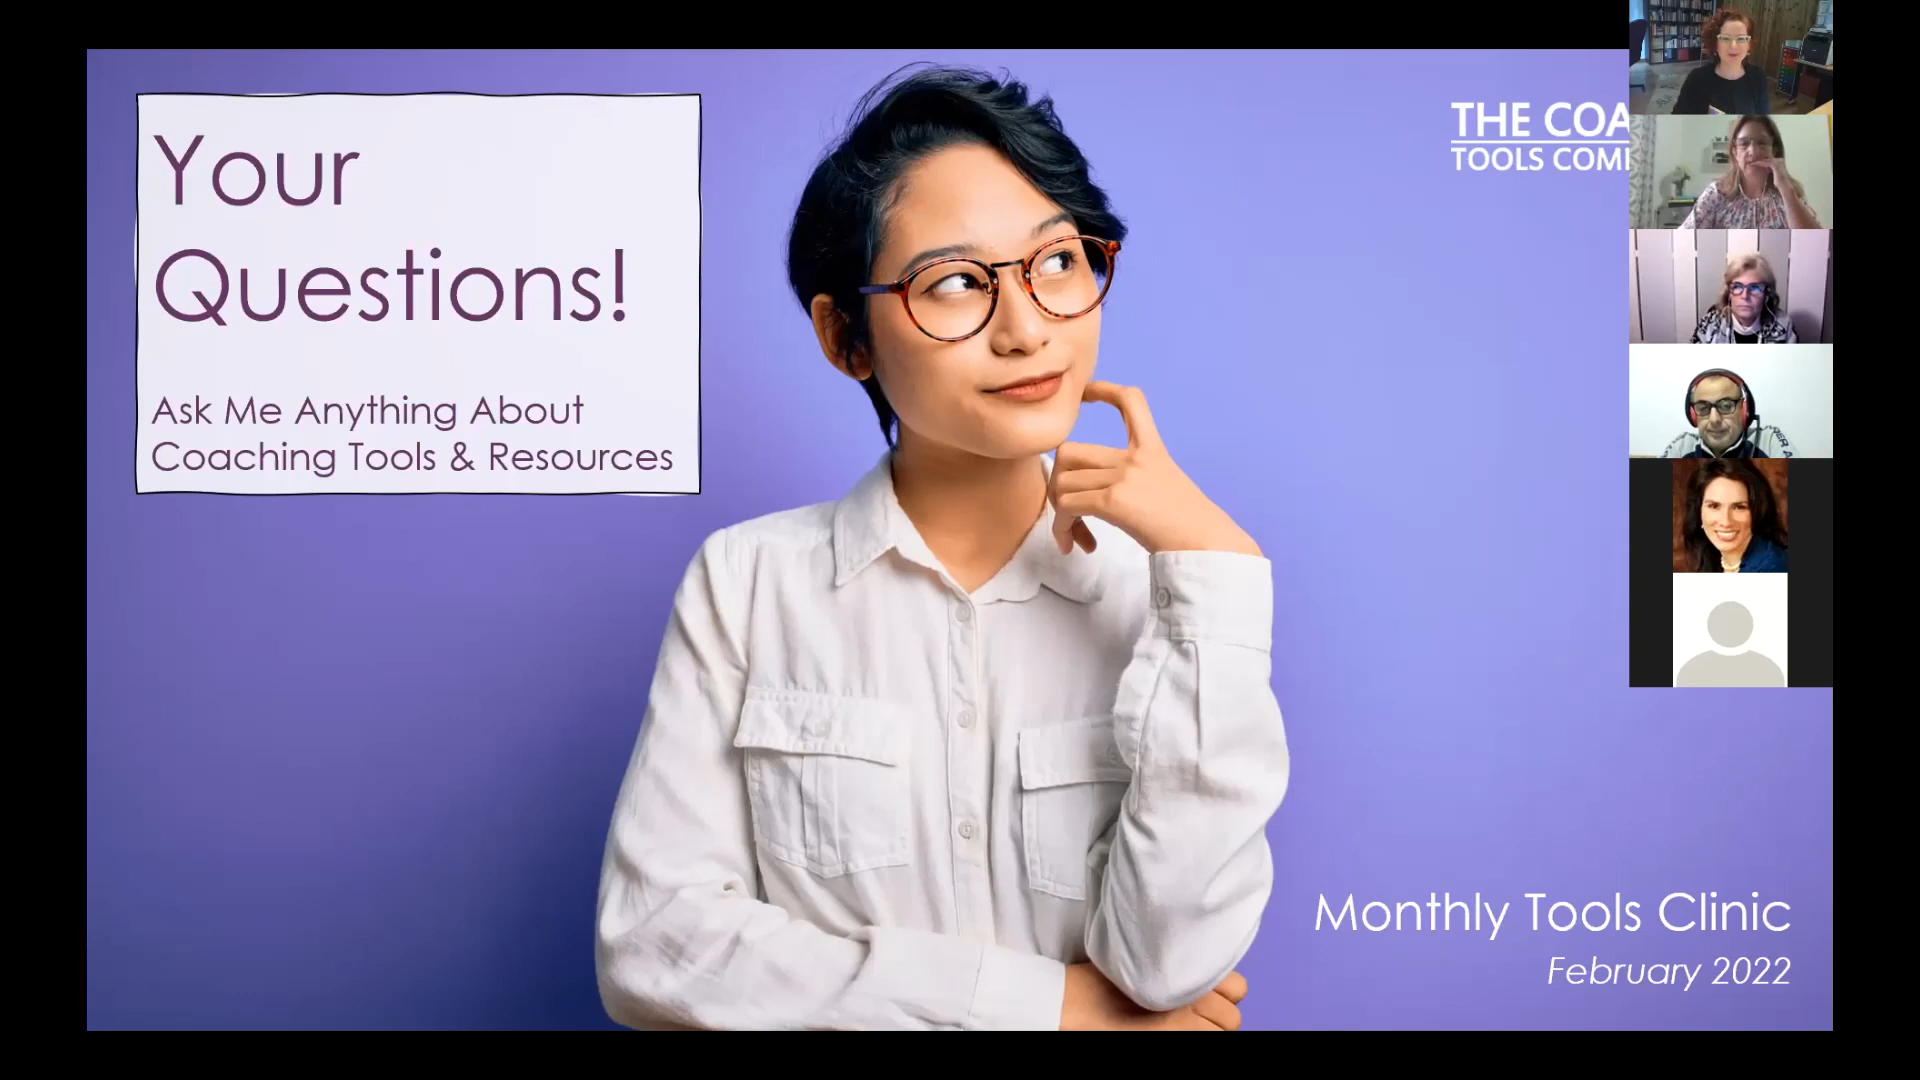 Your
Questions!
Ask Me Anything About
Coaching Tools & Resources
THE COA
TOOLS COM
Monthly Tools Clinic
February 2022